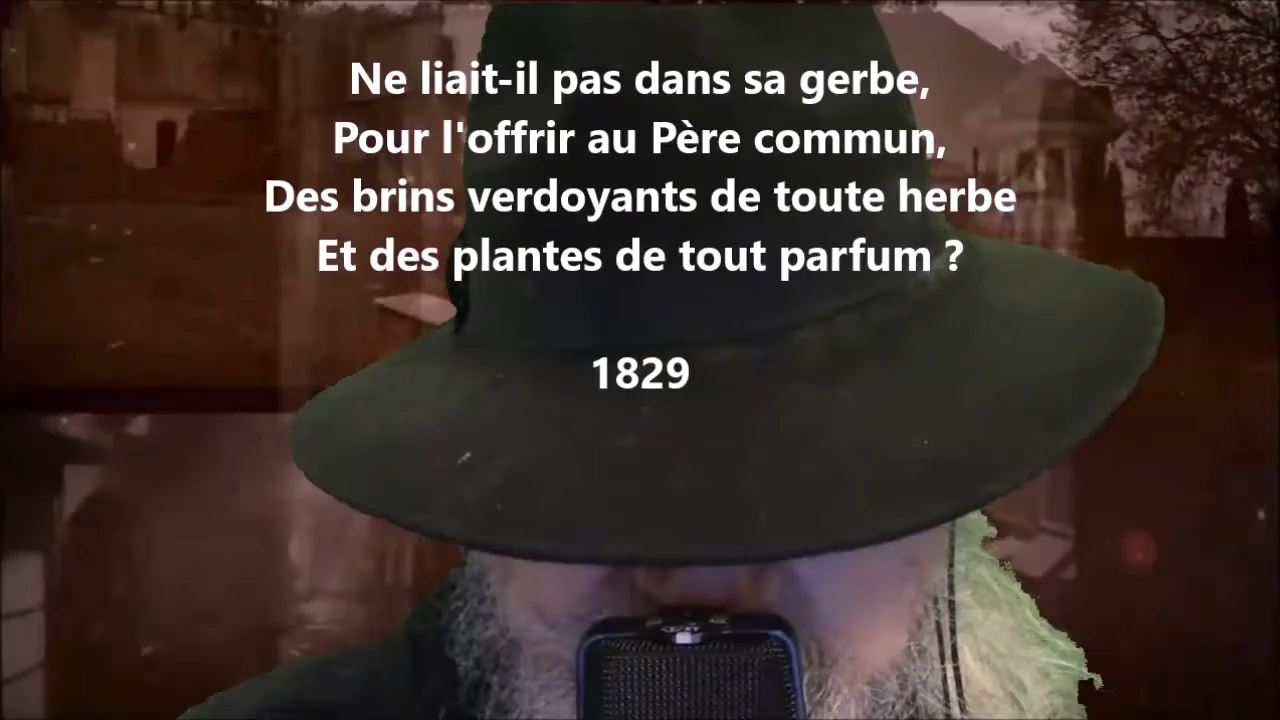 Ne liait-il pas dans sa gerbe,
Pour l'offrir au Père commun,
Des brins verdoyants de toute herbe
Et des plantes de tout parfum ?
1829